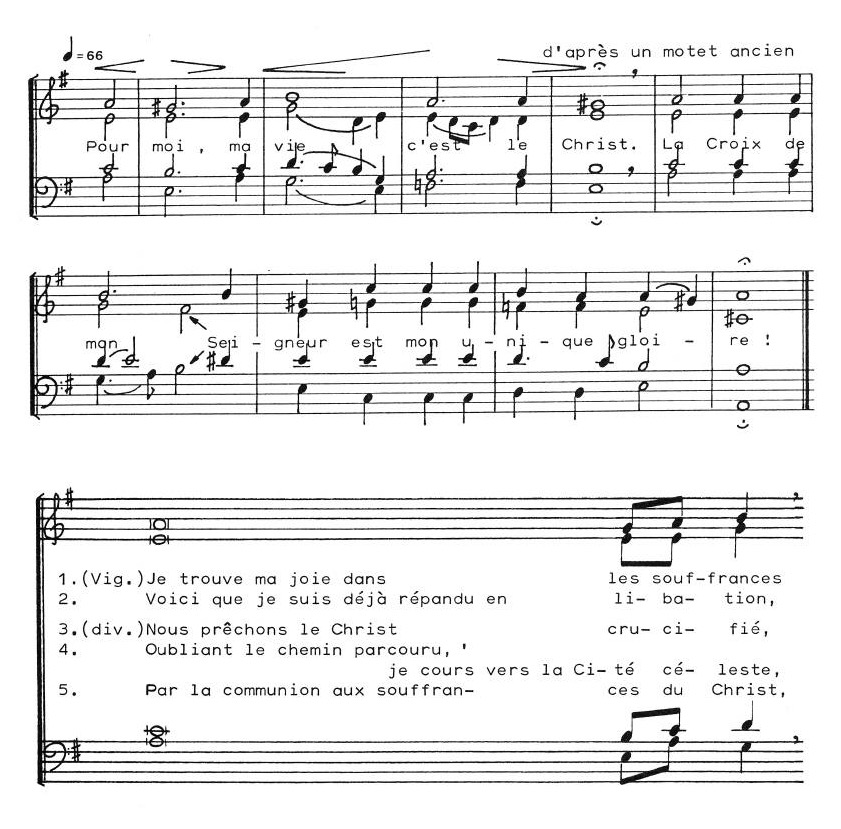 = 66
d'après un motet ancien
Pour moi, ma vie c'est le Christ. La Croix de
mon Sei - gneur est mon u - ni - que gloi - re !
1.(Vig.)Je trouve ma joie dans les souf-frances
2. Voici que je suis déjà répandu en li- ba- tion,
3.(div.)Nous prêchons le Christ cru- ci- fié,
4. Oubliant le chemin parcouru, '
je cours vers la Ci-té cé- leste,
5. Par la communion aux souffran- ces du Christ,